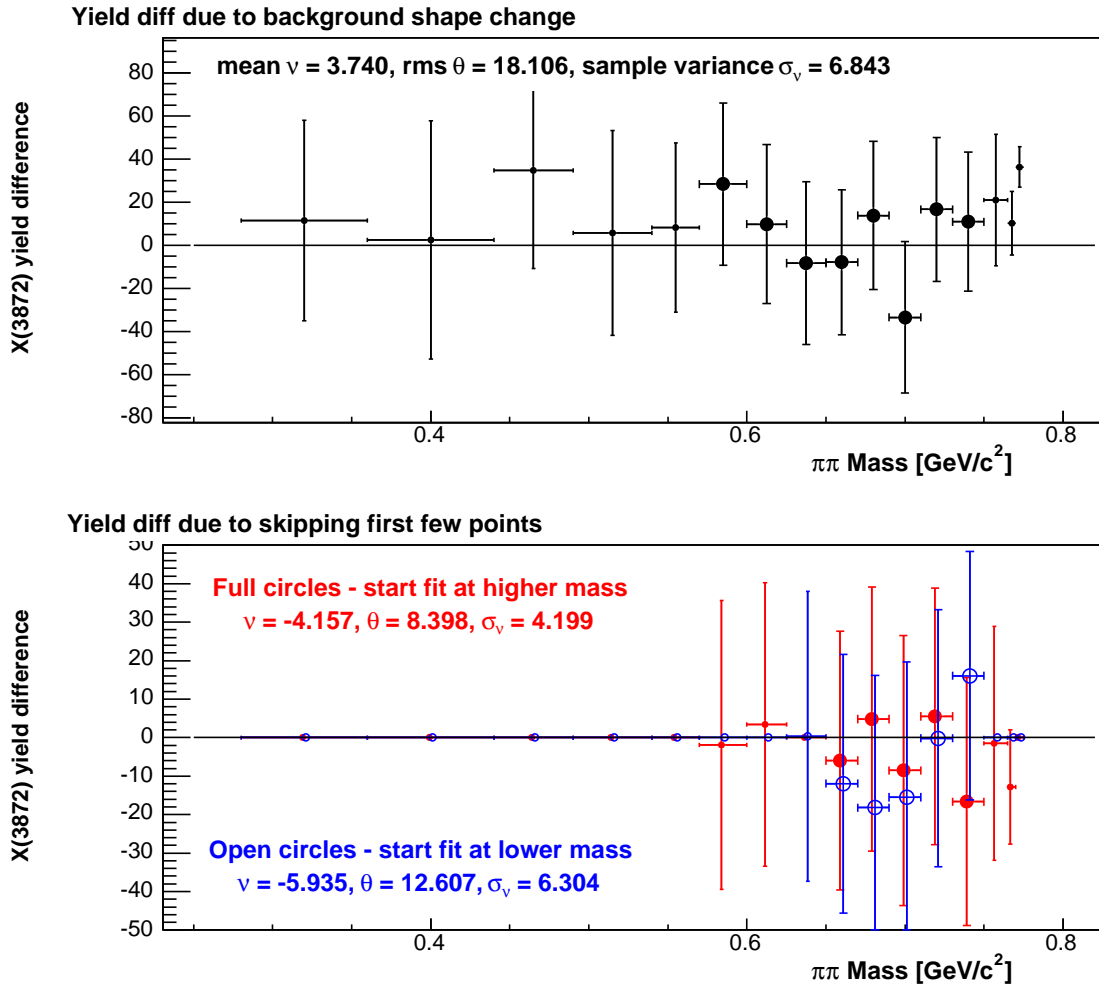 Yield diff due to background shape change
mean ν = 3.740, rms θ = 18.106, sample variance σν = 6.843
X(3872) yield difference
80
60
40
20
0
-20
-40
-60
-80
0.4
0.6
0.8
ππ Mass [GeV/c²]
Yield diff due to skipping first few points
Full circles - start fit at higher mass
ν = -4.157, θ = 8.398, σν = 4.199
X(3872) yield difference
50
40
30
20
10
0
-10
-20
-30
-40
-50
Open circles - start fit at lower mass
ν = -5.935, θ = 12.607, σν = 6.304
0.4
0.6
0.8
ππ Mass [GeV/c²]